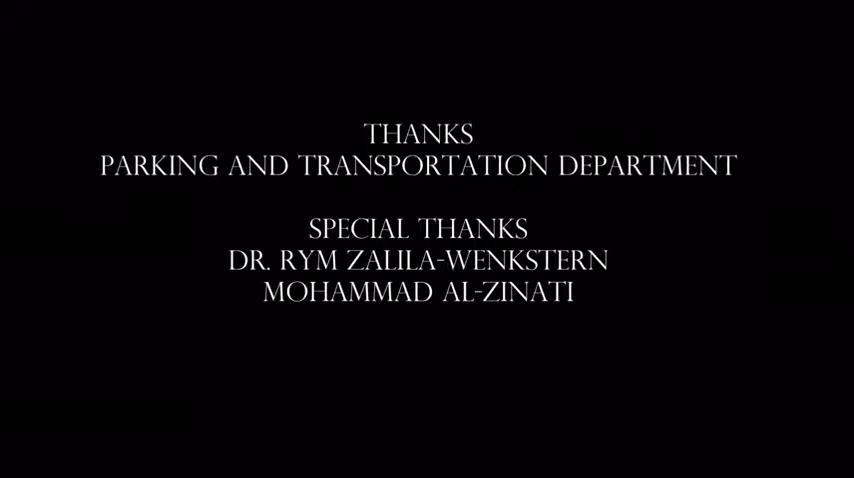 THANKS
PARKING AND TRANSPORTATION DEPARTMENT
SPECIAL THANKS
DR. RYM ZALILA-WENKSTERN
MOHAMMAD AL-ZINATI